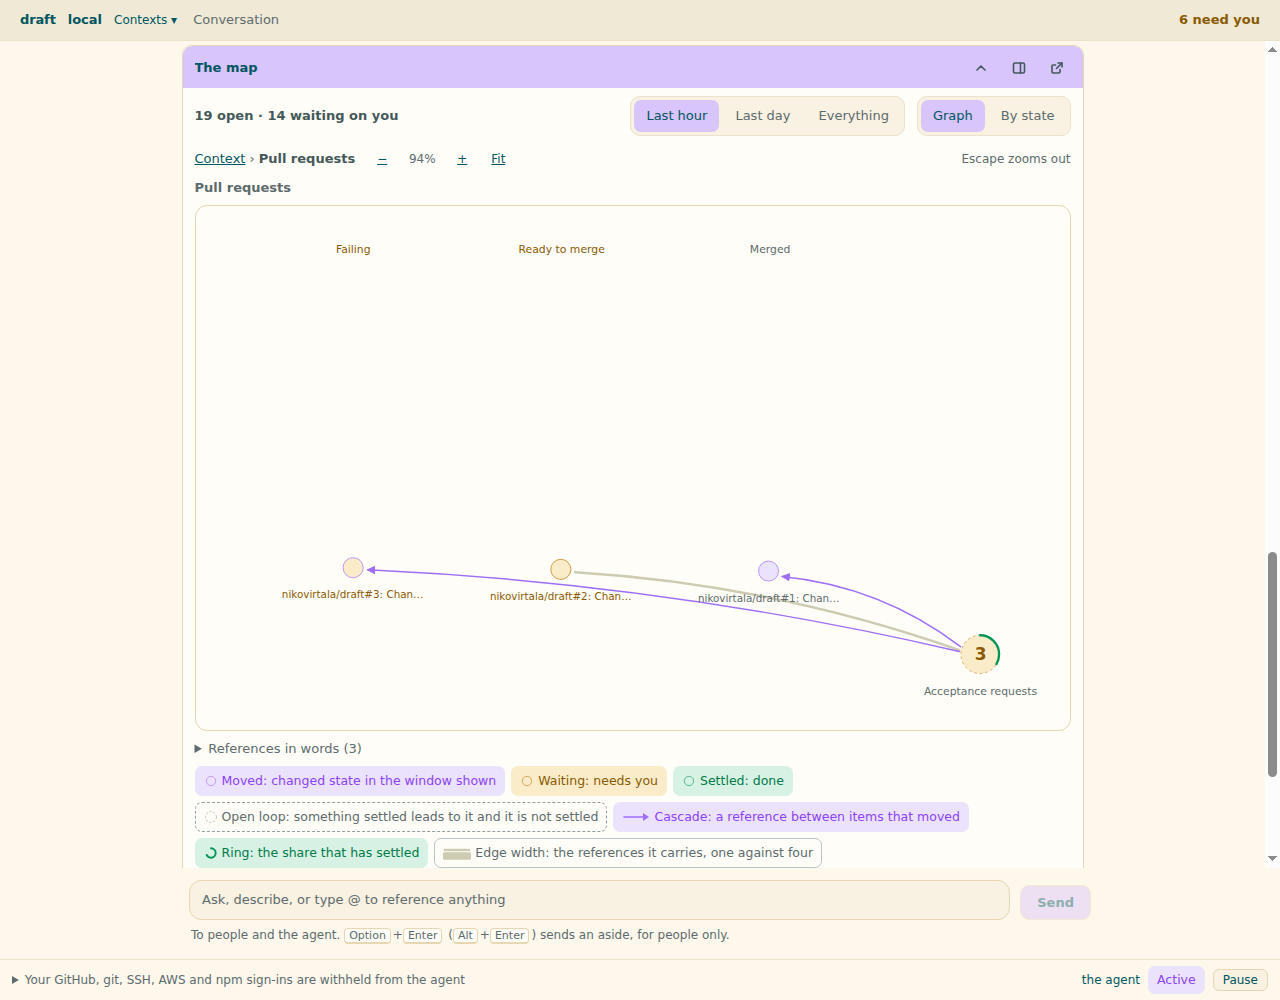 draft local Contexts ▾ Conversation 6 need you
The map
19 open · 14 waiting on you Last hour Last day Everything Graph By state
Context › Pull requests − 94% + Fit Escape zooms out
Pull requests
Failing Ready to merge Merged
nikovirtala/draft#3: Chan… nikovirtala/draft#2: Chan… nikovirtala/draft#1: Chan…
3
Acceptance requests
▶ References in words (3)
Moved: changed state in the window shown Waiting: needs you Settled: done
Open loop: something settled leads to it and it is not settled Cascade: a reference between items that moved
Ring: the share that has settled Edge width: the references it carries, one against four
Ask, describe, or type @ to reference anything Send
To people and the agent. Option + Enter (Alt + Enter) sends an aside, for people only.
▶ Your GitHub, git, SSH, AWS and npm sign-ins are withheld from the agent the agent Active Pause